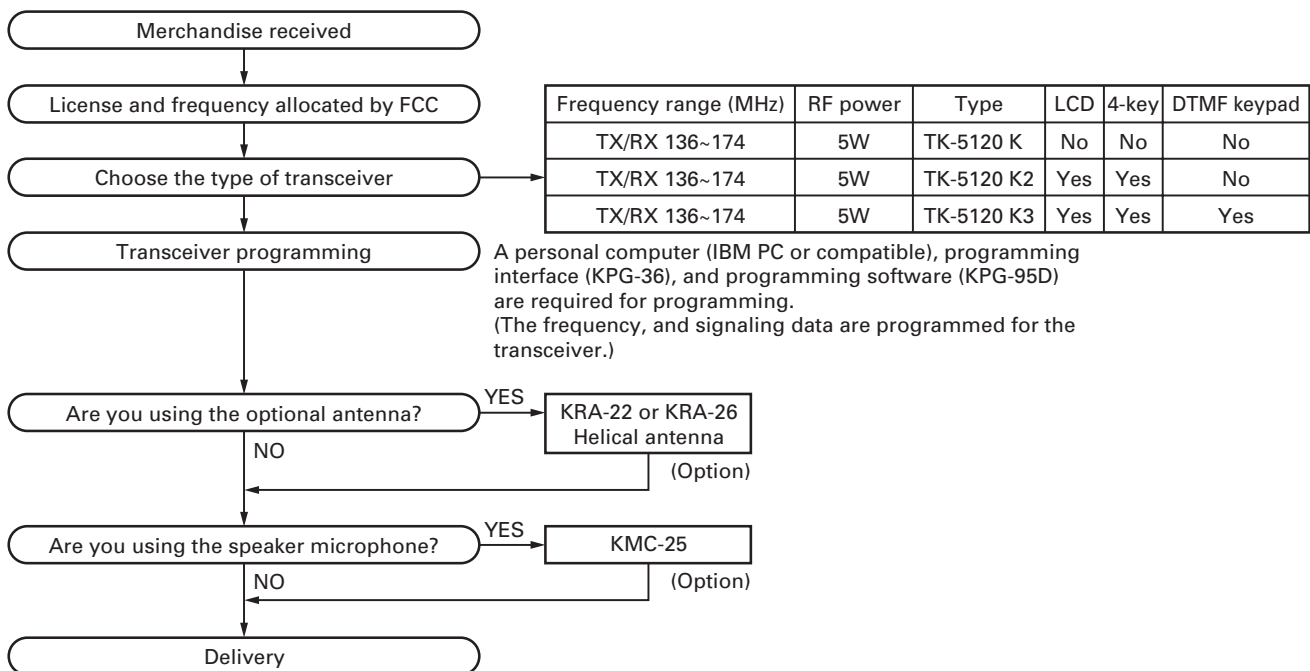 Merchandise received
License and frequency allocated by FCC
Choose the type of transceiver
Frequency range (MHz) RF power Type LCD 4-key DTMF keypad
TX/RX 136~174 5W TK-5120 K No No No
TX/RX 136~174 5W TK-5120 K2 Yes Yes No
TX/RX 136~174 5W TK-5120 K3 Yes Yes Yes
Transceiver programming
A personal computer (IBM PC or compatible), programming
interface (KPG-36), and programming software (KPG-95D)
are required for programming.
(The frequency, and signaling data are programmed for the
transceiver.)
Are you using the optional antenna?
YES
KRA-22 or KRA-26
Helical antenna
(Option)
NO
Are you using the speaker microphone?
YES
KMC-25
(Option)
NO
Delivery